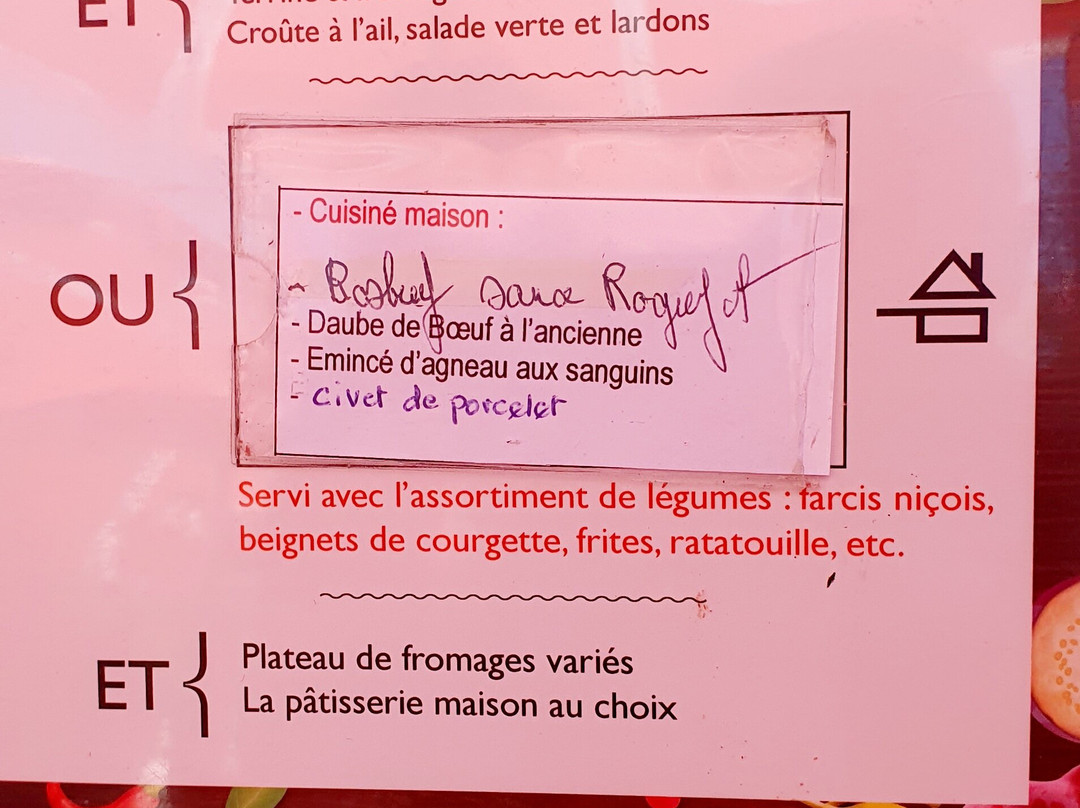 ET
Croûte à l'ail, salade verte et lardons
- Cuisiné maison :
OU
- Rosbeef sauce Roquefort
- Daube de Bœuf à l'ancienne
- Emincé d'agneau aux sanguins
- civet de porcelet
Servi avec l'assortiment de légumes : farcis niçois,
beignets de courgette, frites, ratatouille, etc.
ET
Plateau de fromages variés
La pâtisserie maison au choix